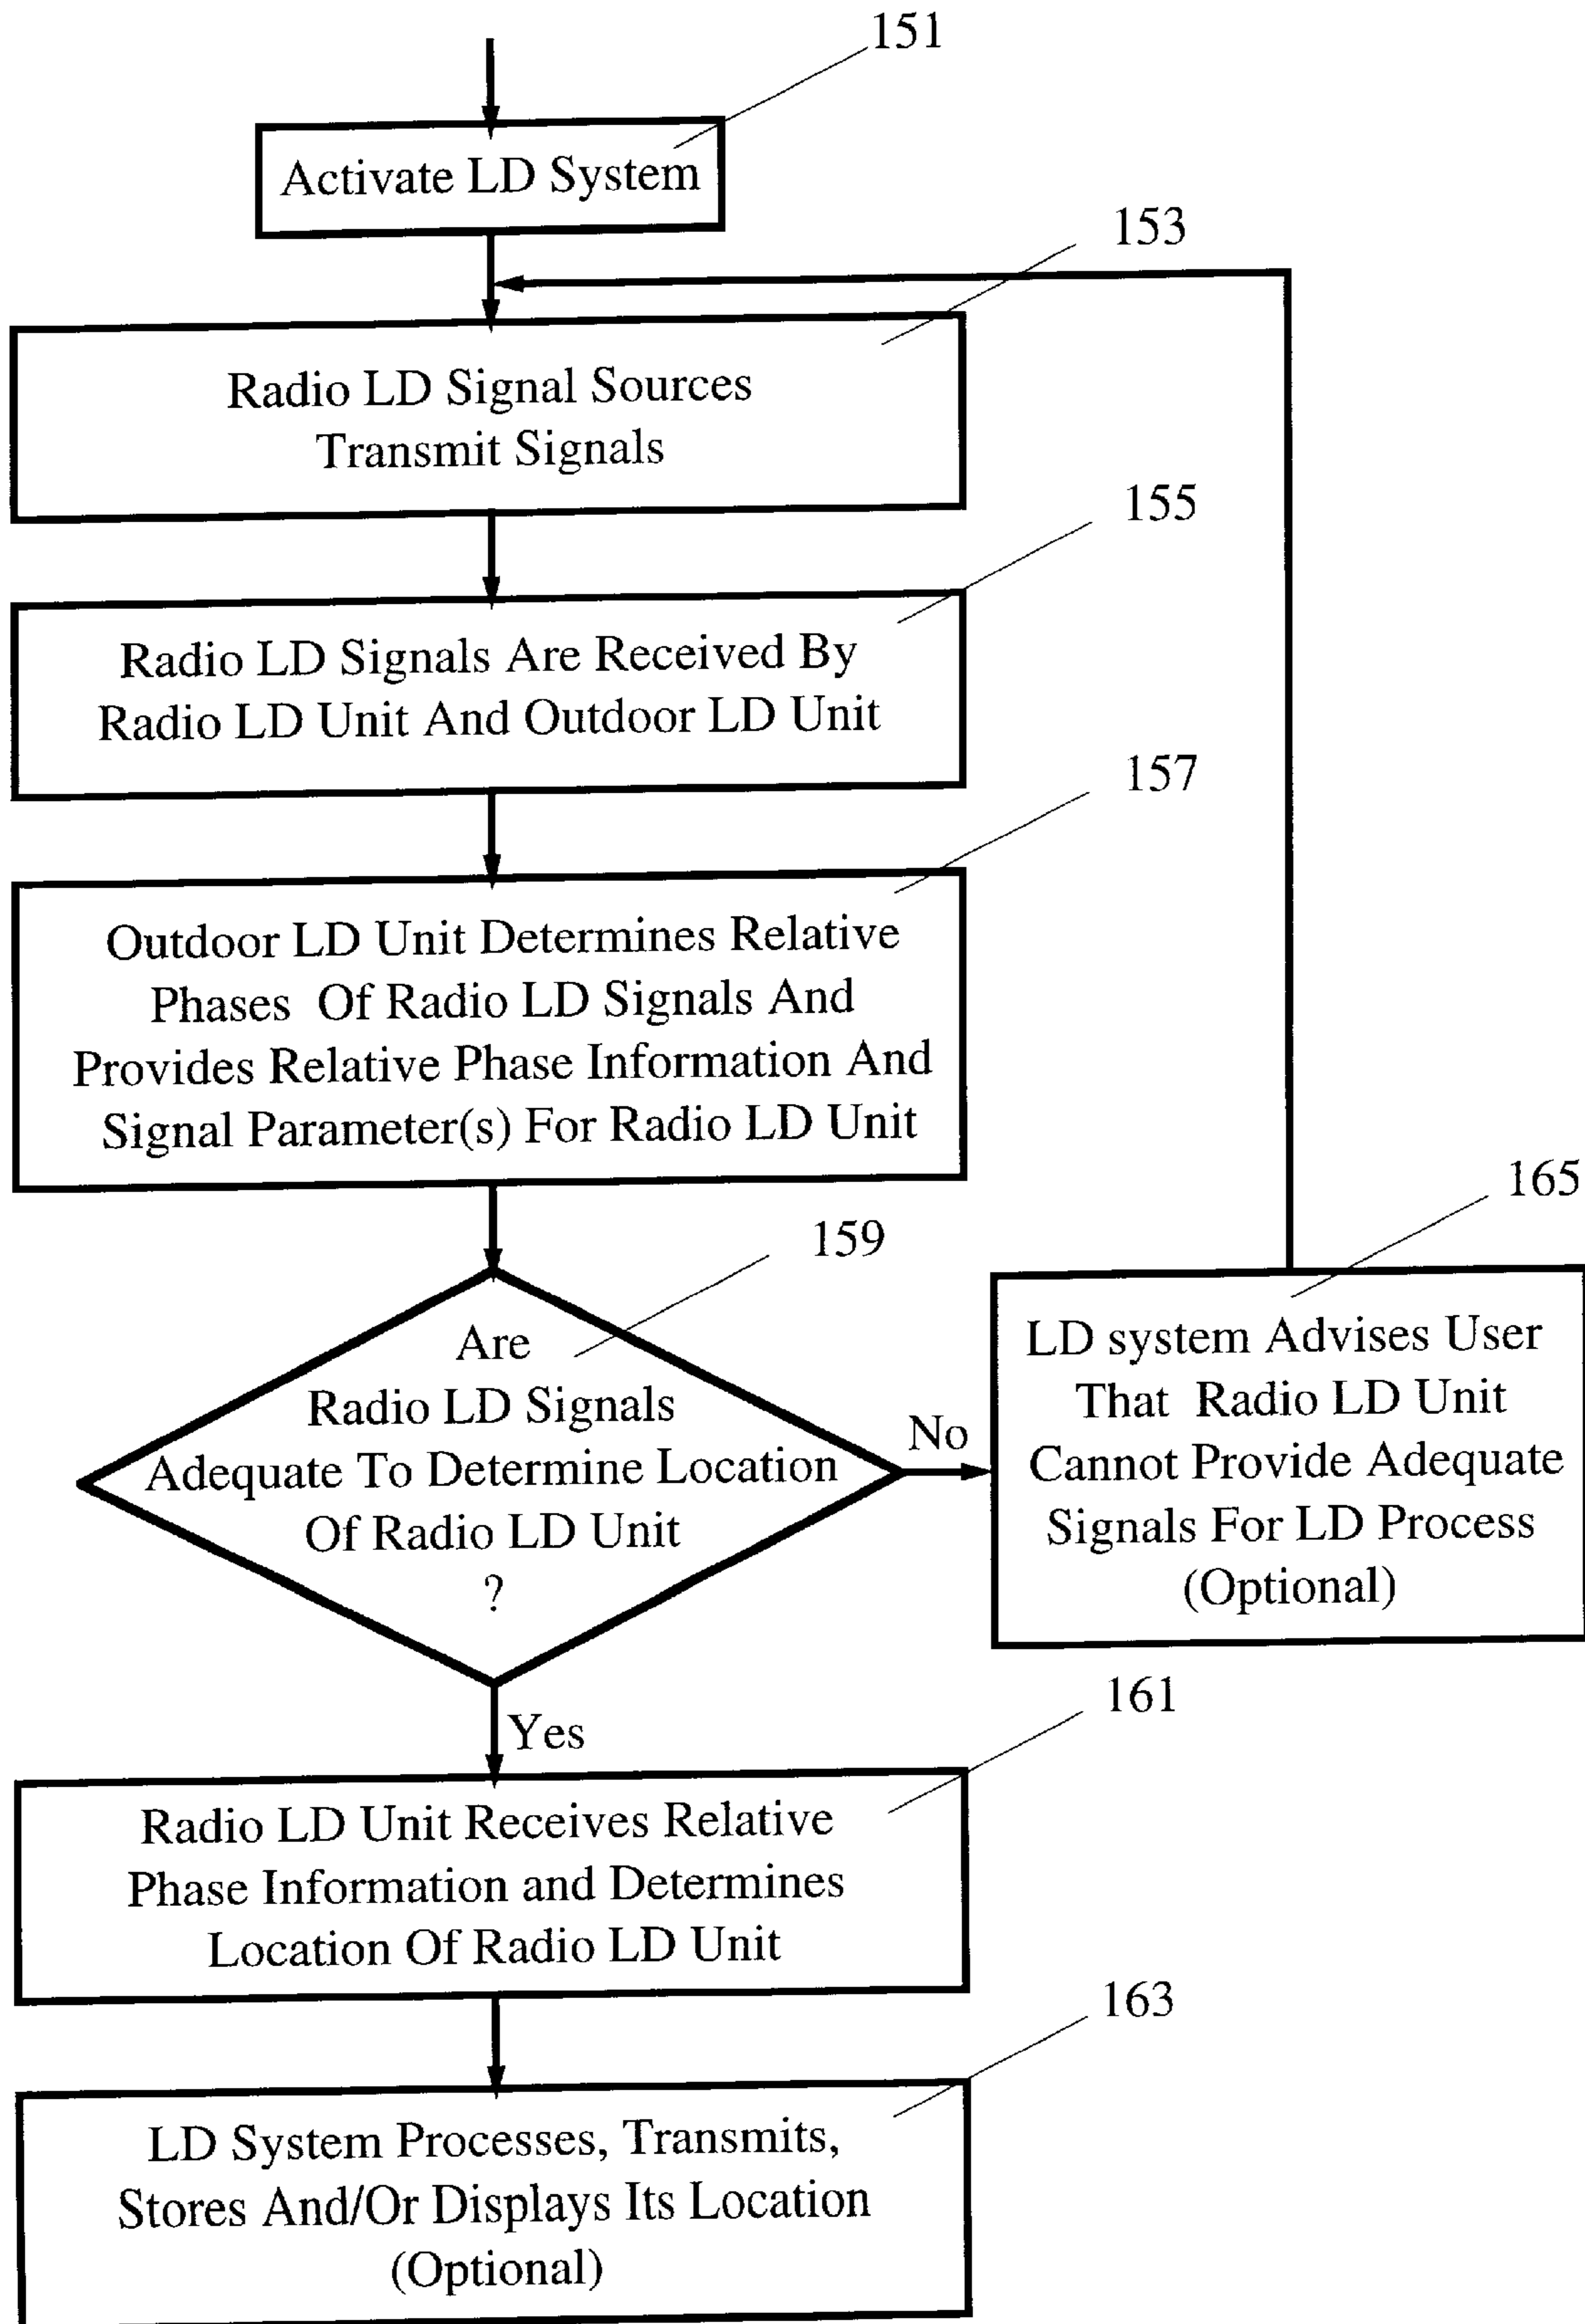 151
Activate LD System
153
Radio LD Signal Sources
Transmit Signals
155
Radio LD Signals Are Received By
Radio LD Unit And Outdoor LD Unit
157
Outdoor LD Unit Determines Relative
Phases Of Radio LD Signals And
Provides Relative Phase Information And
Signal Parameter(s) For Radio LD Unit
159
Are
Radio LD Signals
Adequate To Determine Location
Of Radio LD Unit
?
No
165
LD system Advises User
That Radio LD Unit
Cannot Provide Adequate
Signals For LD Process
(Optional)
Yes
161
Radio LD Unit Receives Relative
Phase Information and Determines
Location Of Radio LD Unit
163
LD System Processes, Transmits,
Stores And/Or Displays Its Location
(Optional)